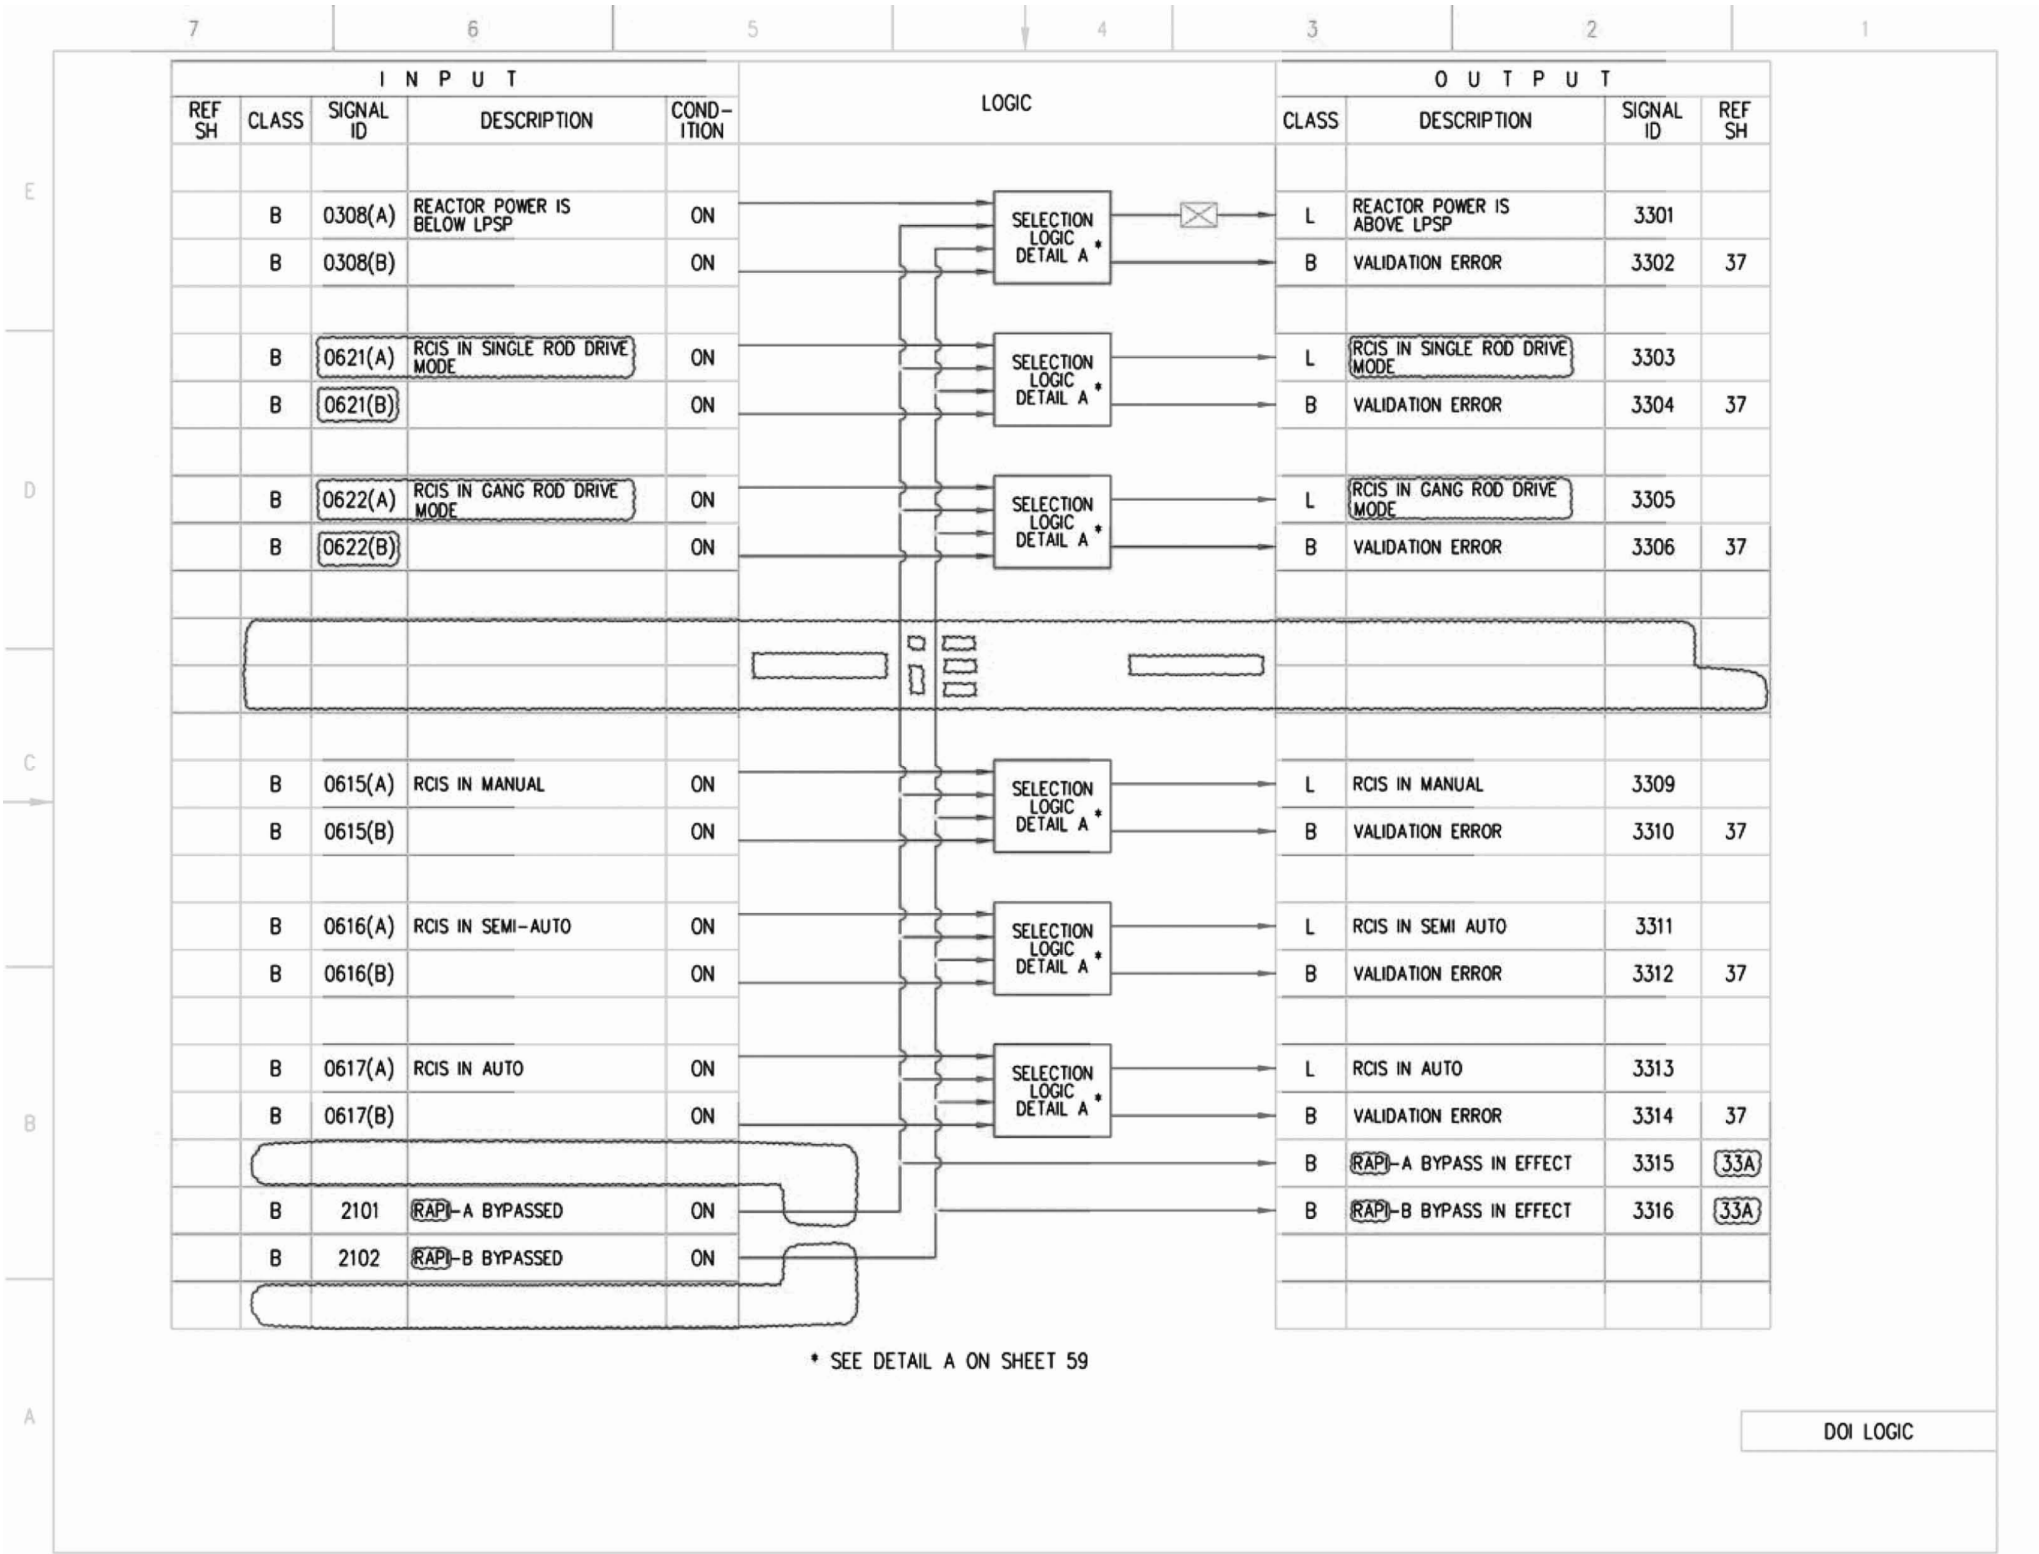 7 6 5 4 3 2 1
I N P U T LOGIC O U T P U T
REF SH CLASS SIGNAL ID DESCRIPTION COND-ITION CLASS DESCRIPTION SIGNAL ID REF SH
E
B 0308(A) REACTOR POWER IS BELOW LPSP ON SELECTION LOGIC DETAIL A * L REACTOR POWER IS ABOVE LPSP 3301
B 0308(B) ON B VALIDATION ERROR 3302 37
B 0621(A) RCIS IN SINGLE ROD DRIVE MODE ON SELECTION LOGIC DETAIL A * L RCIS IN SINGLE ROD DRIVE MODE 3303
B 0621(B) ON B VALIDATION ERROR 3304 37
D
B 0622(A) RCIS IN GANG ROD DRIVE MODE ON SELECTION LOGIC DETAIL A * L RCIS IN GANG ROD DRIVE MODE 3305
B 0622(B) ON B VALIDATION ERROR 3306 37
C
B 0615(A) RCIS IN MANUAL ON SELECTION LOGIC DETAIL A * L RCIS IN MANUAL 3309
B 0615(B) ON B VALIDATION ERROR 3310 37
B 0616(A) RCIS IN SEMI-AUTO ON SELECTION LOGIC DETAIL A * L RCIS IN SEMI AUTO 3311
B 0616(B) ON B VALIDATION ERROR 3312 37
B 0617(A) RCIS IN AUTO ON SELECTION LOGIC DETAIL A * L RCIS IN AUTO 3313
B
B 0617(B) ON B VALIDATION ERROR 3314 37
B RAPI-A BYPASS IN EFFECT 3315 33A
B 2101 RAPI-A BYPASSED ON B RAPI-B BYPASS IN EFFECT 3316 33A
B 2102 RAPI-B BYPASSED ON
* SEE DETAIL A ON SHEET 59
A
DOI LOGIC